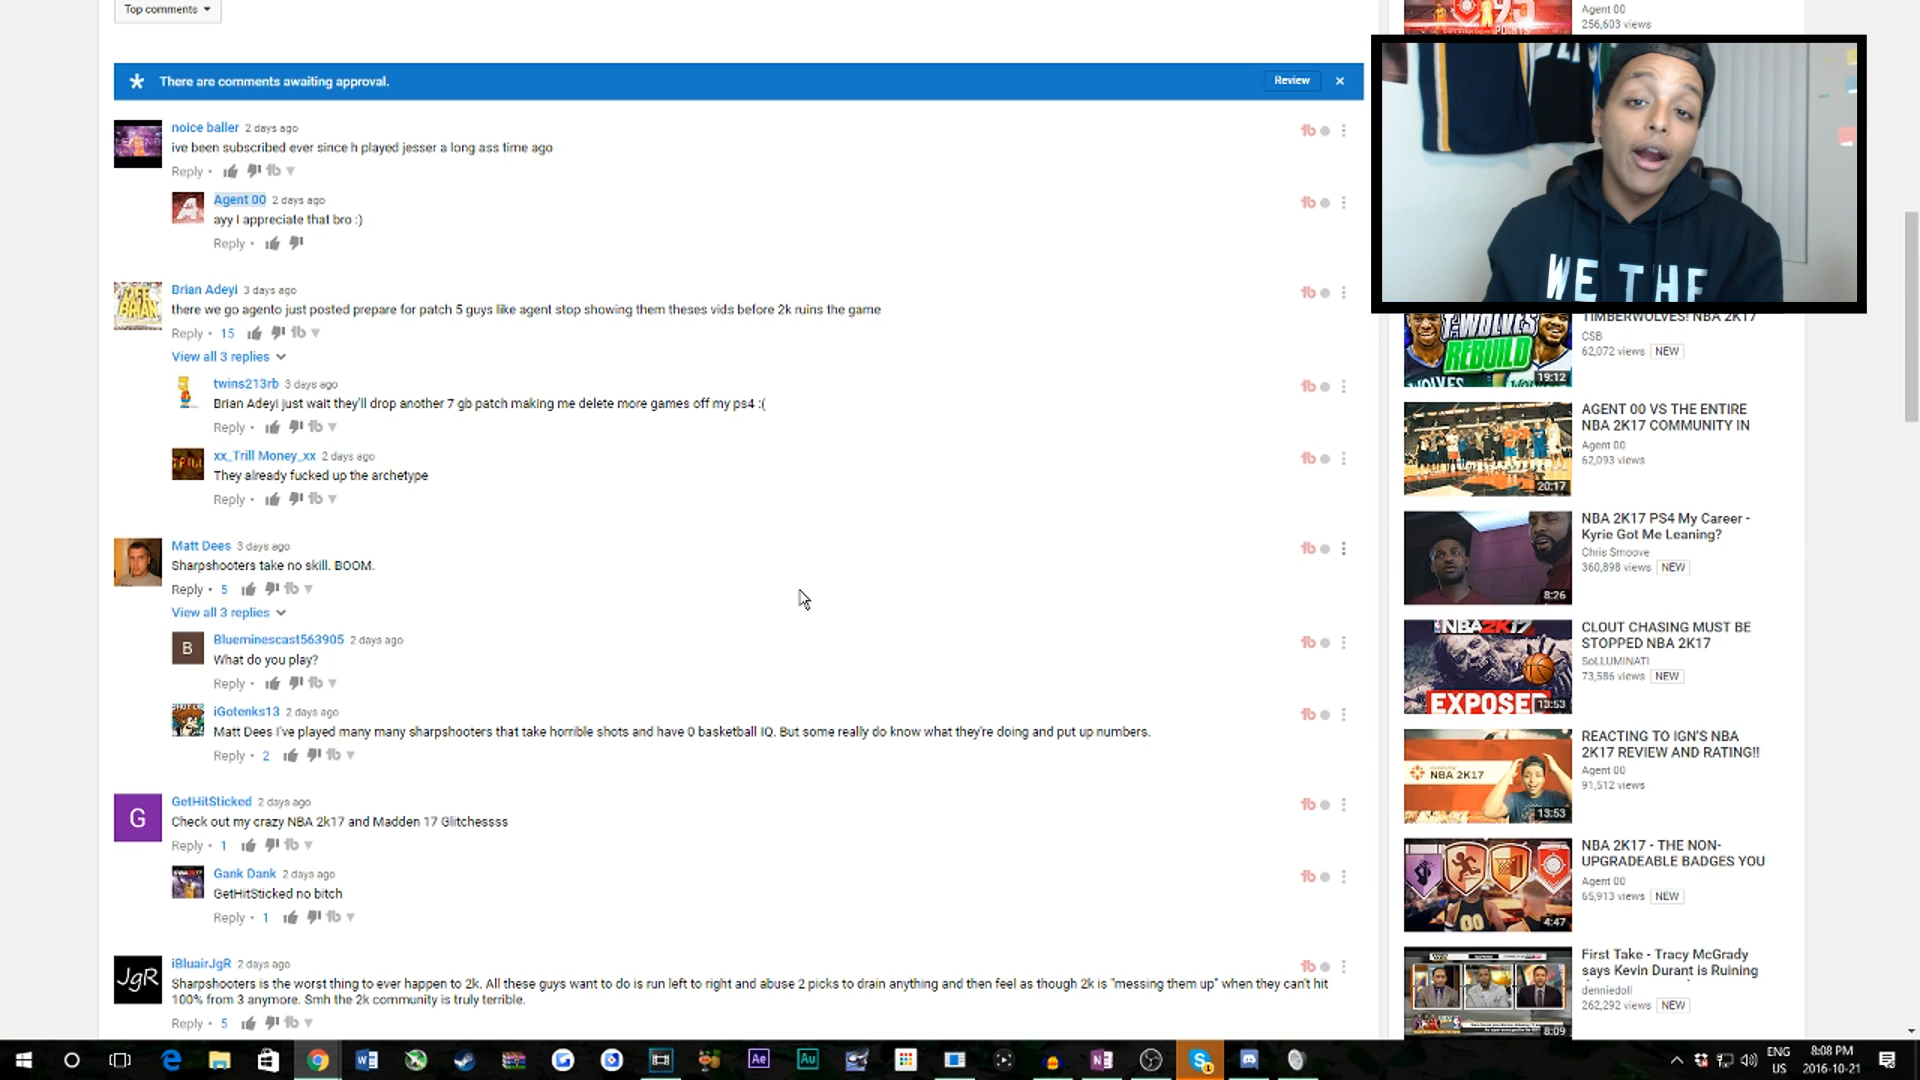 Top comments
There are comments awaiting approval.
Review
noice baller 2 days ago
ive been subscribed ever since h played jesser a long ass time ago
Reply
Agent 00 2 days ago
ayy I appreciate that bro :)
Reply
Brian Adeyi 3 days ago
there we go agento just posted prepare for patch 5 guys like agent stop showing them theses vids before 2k ruins the game
Reply 15
View all 3 replies
twins213rb 3 days ago
Brian Adeyi just wait they'll drop another 7 gb patch making me delete more games off my ps4 :(
Reply
xx_Trill Money_xx 2 days ago
They already fucked up the archetype
Reply
Matt Dees 3 days ago
Sharpshooters take no skill. BOOM.
Reply 5
View all 3 replies
B
Blueminescast563905 2 days ago
What do you play?
Reply
iGotenks13 2 days ago
Matt Dees I've played many many sharpshooters that take horrible shots and have 0 basketball IQ. But some really do know what they're doing and put up numbers.
Reply 2
G
GetHitSticked 2 days ago
Check out my crazy NBA 2k17 and Madden 17 Glitchessss
Reply 1
Gank Dank 2 days ago
GetHitSticked no bitch
Reply 1
JgR
iBluairJgR 2 days ago
Sharpshooters is the worst thing to ever happen to 2k. All these guys want to do is run left to right and abuse 2 picks to drain anything and then feel as though 2k is "messing them up" when they can't hit
100% from 3 anymore. Smh the 2k community is truly terrible.
Reply 5
Agent 00
256,603 views
WE THE
TIMBERWOLVES! NBA 2K17
CSB
62,072 views NEW
REBUILD
19:12
AGENT 00 VS THE ENTIRE
NBA 2K17 COMMUNITY IN
Agent 00
62,093 views
20:17
NBA 2K17 PS4 My Career -
Kyrie Got Me Leaning?
Chris Smoove
360,898 views NEW
8:26
CLOUT CHASING MUST BE
STOPPED NBA 2K17
SoLLUMINATI
73,586 views NEW
NBA2K17
EXPOSED
13:53
REACTING TO IGN'S NBA
2K17 REVIEW AND RATING!!
Agent 00
91,512 views
NBA 2K17
13:53
NBA 2K17 - THE NON-
UPGRADEABLE BADGES YOU
Agent 00
65,913 views NEW
00
4:47
First Take - Tracy McGrady
says Kevin Durant is Ruining
denniedoll
262,292 views NEW
8:09
ENG
US
8:08 PM
2016-10-21